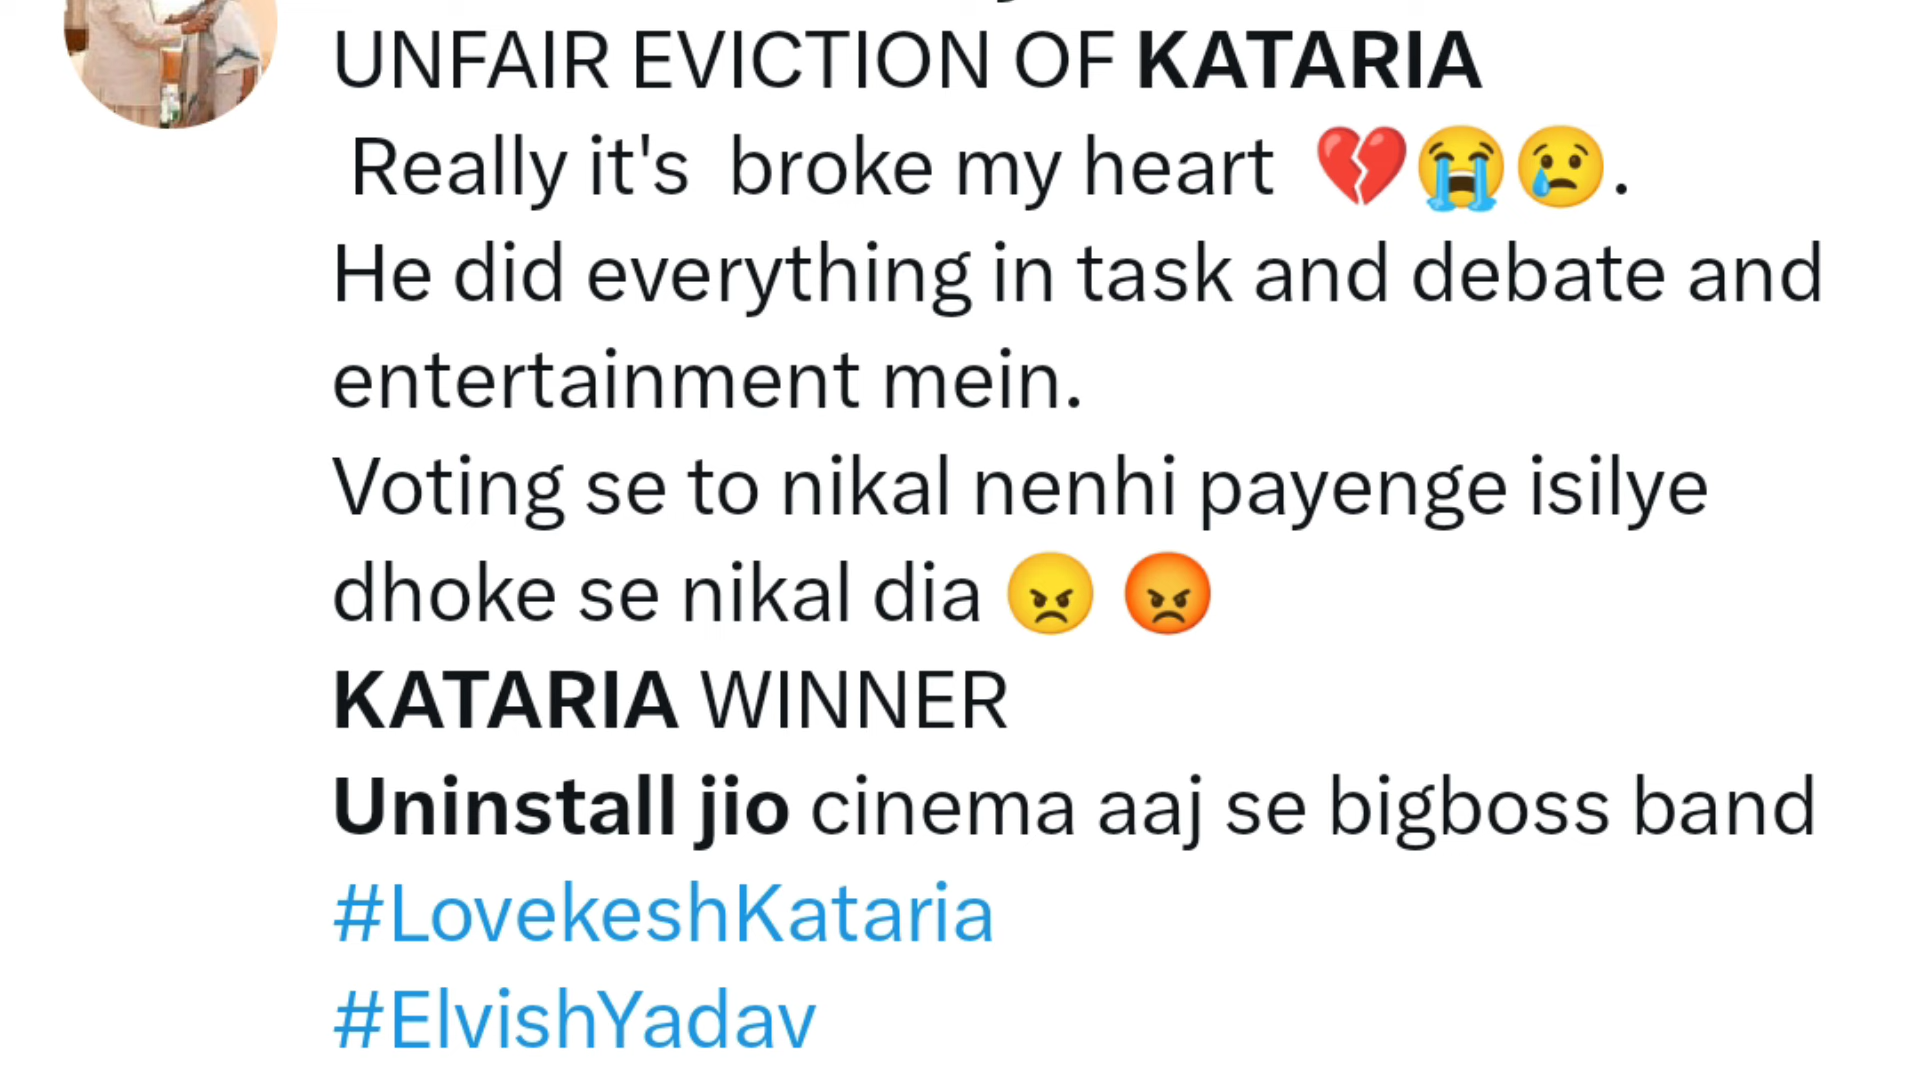 UNFAIR EVICTION OF KATARIA
Really it's broke my heart 💔😭😢.
He did everything in task and debate and
entertainment mein.
Voting se to nikal nenhi payenge isilye
dhoke se nikal dia 😠 😡
KATARIA WINNER
Uninstall jio cinema aaj se bigboss band
#LovekeshKataria
#ElvishYadav